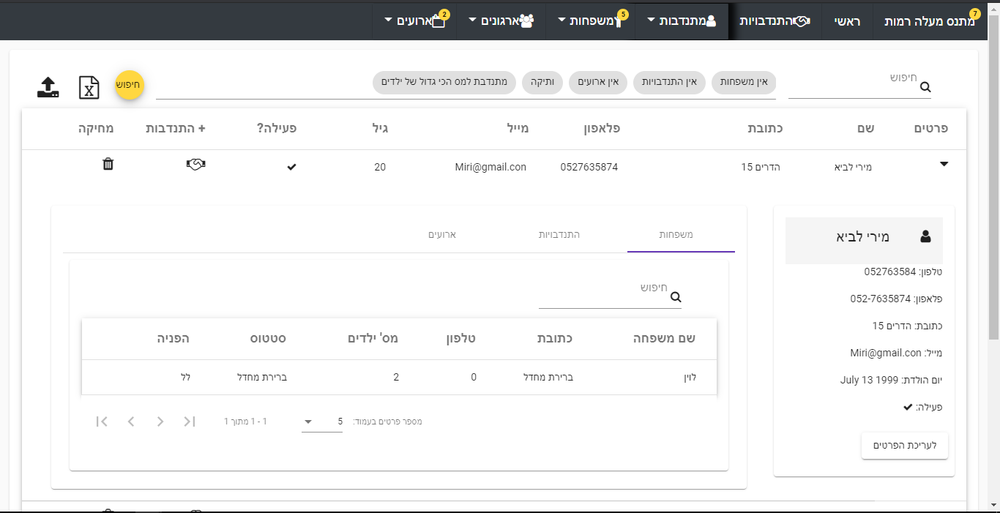 7 מתנס מעלה רמות ראשי התנדבויות מתנדבות משפחות 5 ארגונים ארועים 2
חיפוש אין משפחות אין התנדבויות אין ארועים ותיקה מתנדבת למס הכי גדול של ילדים חיפוש X
פרטים שם כתובת פלאפון מייל גיל פעילה? + התנדבות מחיקה
מירי לביא הדרים 15 0527635874 Miri@gmail.con 20
מירי לביא
טלפון: 052763584
פלאפון: 052-7635874
כתובת: הדרים 15
מייל: Miri@gmail.con
יום הולדת: July 13 1999
פעילה:
לעריכת הפרטים
משפחות התנדבויות ארועים
חיפוש
שם משפחה כתובת טלפון מס' ילדים סטטוס הפניה
לוין ברירת מחדל 0 2 ברירת מחדל לל
מספר פרטים בעמוד: 5 1 - 1 מתוך 1